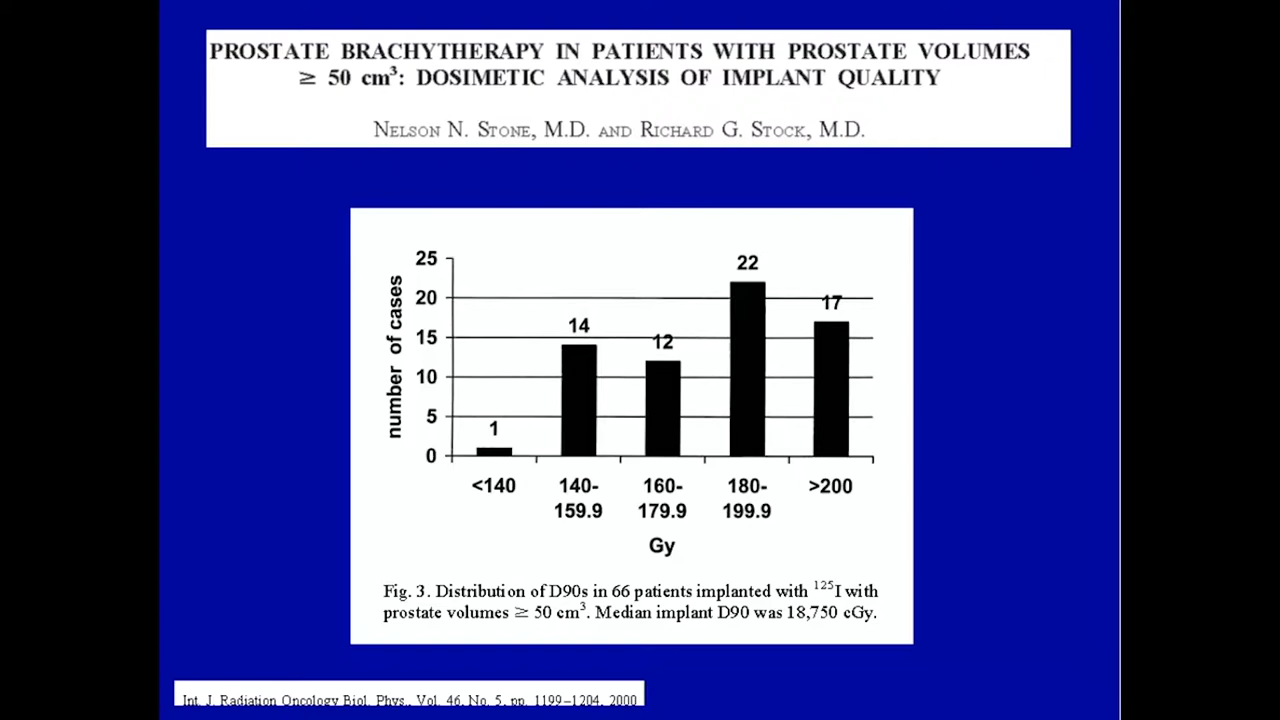 PROSTATE BRACHYTHERAPY IN PATIENTS WITH PROSTATE VOLUMES
≥ 50 cm³: DOSIMETIC ANALYSIS OF IMPLANT QUALITY
NELSON N. STONE, M.D. AND RICHARD G. STOCK, M.D.
number of cases
25
20
15
10
5
0
1
14
12
22
17
<140
140-
159.9
160-
179.9
180-
199.9
>200
Gy
Fig. 3. Distribution of D90s in 66 patients implanted with ¹²⁵I with
prostate volumes ≥ 50 cm³. Median implant D90 was 18,750 cGy.
Int. J. Radiation Oncology Biol. Phys., Vol. 46, No. 5, pp. 1199–1204, 2000